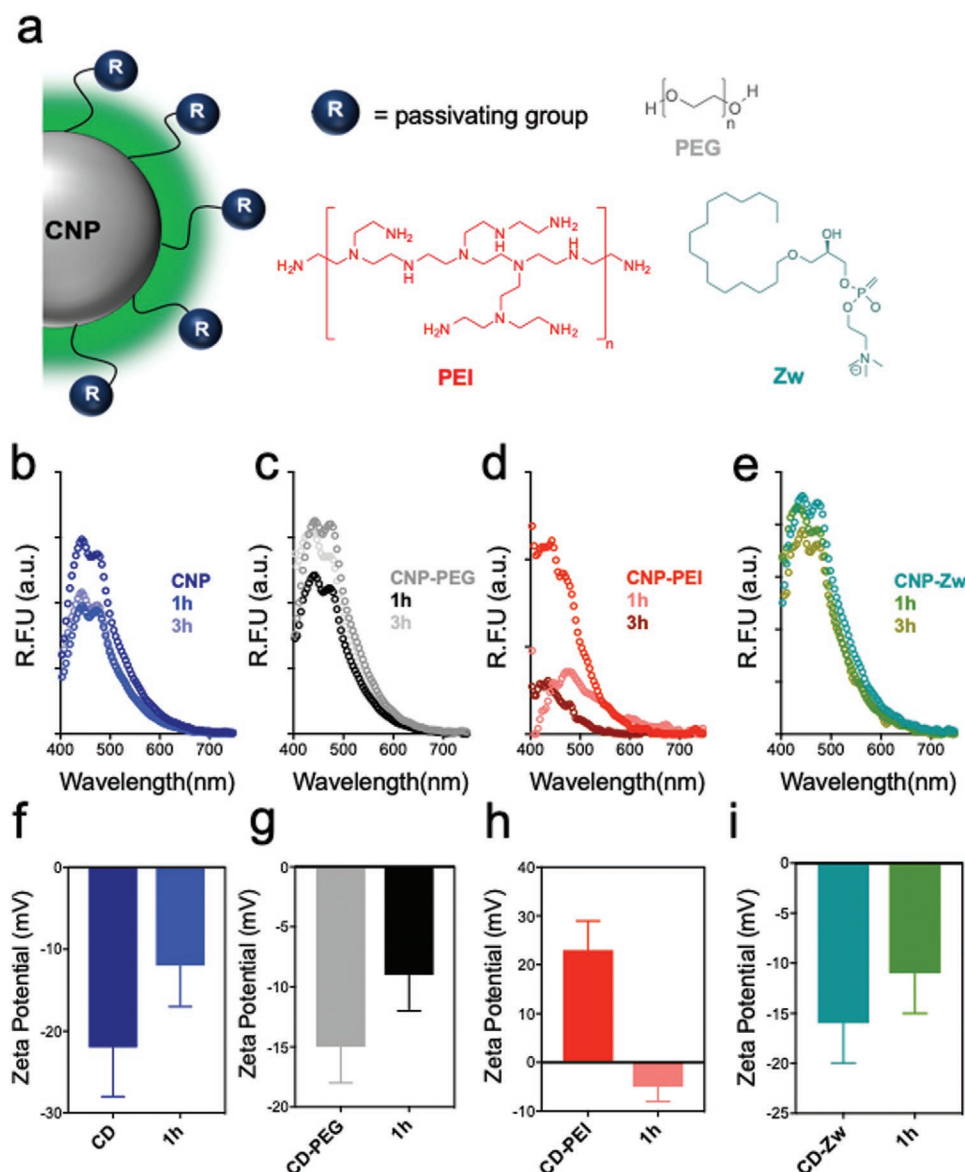 a
R
R
R
R
R
CNP
R = passivating group
H O O H
n
PEG
NH2
H
N
NH2
H2N
N
N
H
N
N
H
N
N
NH2
N
H
H2N
N
NH2
n
PEI
OH
O
O
P
O
O
N
Zw
b
R.F.U (a.u.)
CNP
1h
3h
400 500 600 700
Wavelength(nm)
c
R.F.U (a.u.)
CNP-PEG
1h
3h
400 500 600 700
Wavelength(nm)
d
R.F.U (a.u.)
CNP-PEI
1h
3h
400 500 600 700
Wavelength(nm)
e
R.F.U (a.u.)
CNP-Zw
1h
3h
400 500 600 700
Wavelength(nm)
f
Zeta Potential (mV)
0
-10
-20
-30
CD 1h
g
Zeta Potential (mV)
0
-5
-10
-15
-20
CD-PEG 1h
h
Zeta Potential (mV)
40
30
20
10
0
-10
CD-PEI 1h
i
Zeta Potential (mV)
0
-5
-10
-15
-20
-25
CD-Zw 1h